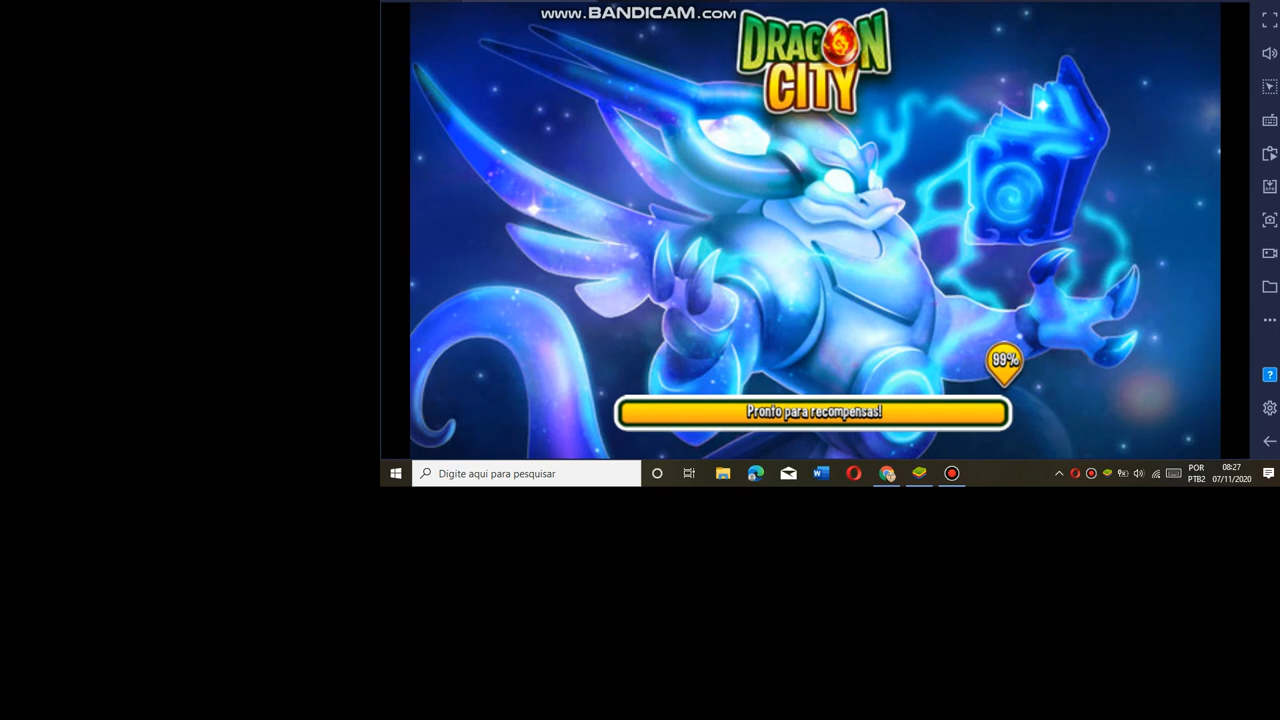 www.BANDICAM.com
DRAGON
CITY
99%
Pronto para recompensas!
Digite aqui para pesquisar
POR
PTB2
08:27
07/11/2020